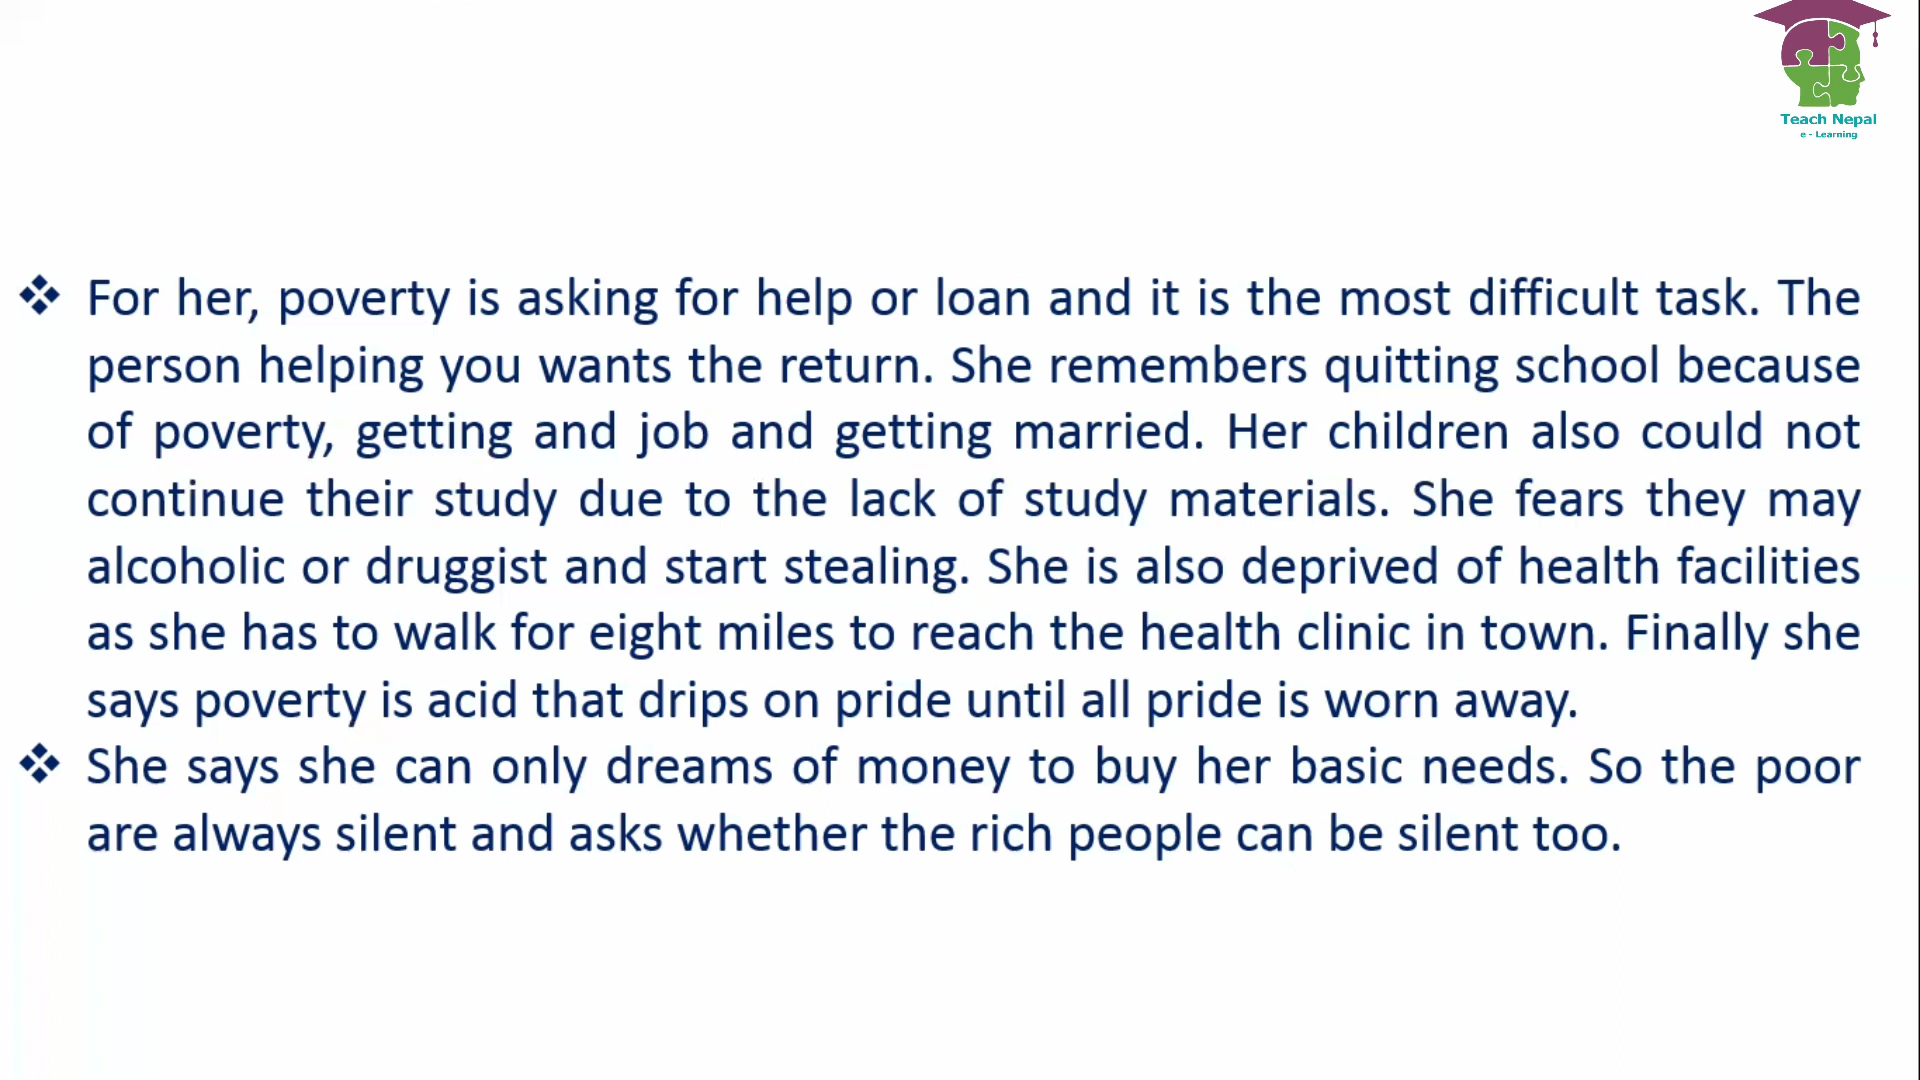 Teach Nepal
e - Learning
❖ For her, poverty is asking for help or loan and it is the most difficult task. The
person helping you wants the return. She remembers quitting school because
of poverty, getting and job and getting married. Her children also could not
continue their study due to the lack of study materials. She fears they may
alcoholic or druggist and start stealing. She is also deprived of health facilities
as she has to walk for eight miles to reach the health clinic in town. Finally she
says poverty is acid that drips on pride until all pride is worn away.
❖ She says she can only dreams of money to buy her basic needs. So the poor
are always silent and asks whether the rich people can be silent too.